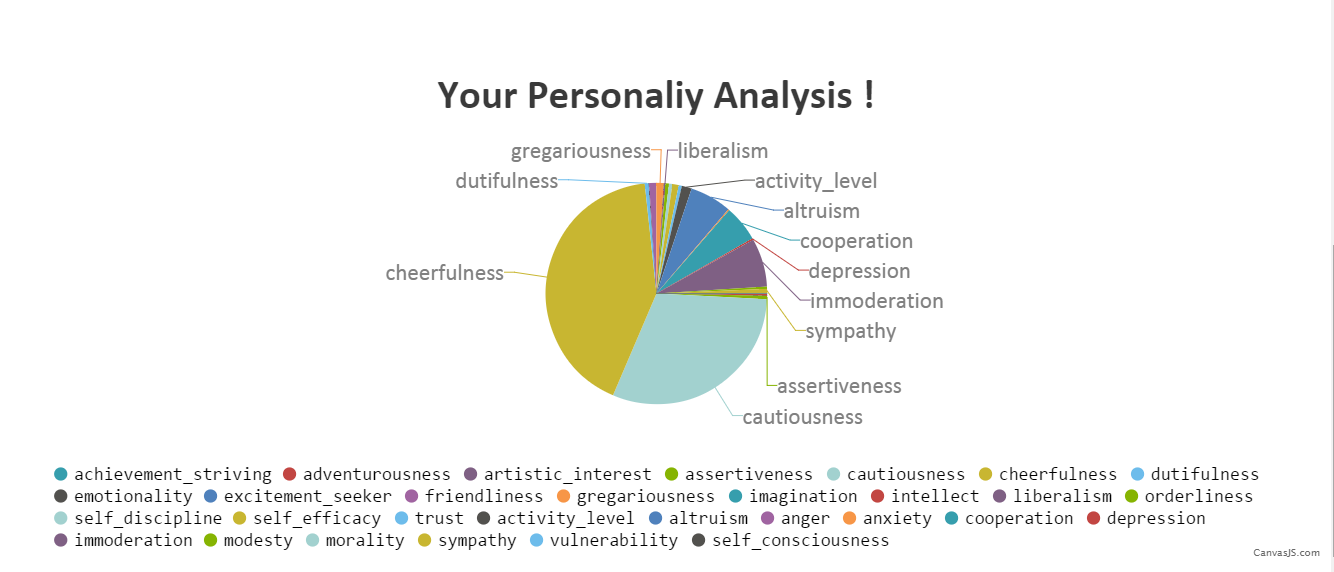 Your Personaliy Analysis !
gregariousness liberalism
dutifulness activity_level
altruism
cooperation
cheerfulness depression
immoderation
sympathy
assertiveness
cautiousness
achievement_striving adventurousness artistic_interest assertiveness cautiousness cheerfulness dutifulness
emotionality excitement_seeker friendliness gregariousness imagination intellect liberalism orderliness
self_discipline self_efficacy trust activity_level altruism anger anxiety cooperation depression
immoderation modesty morality sympathy vulnerability self_consciousness
CanvasJS.com